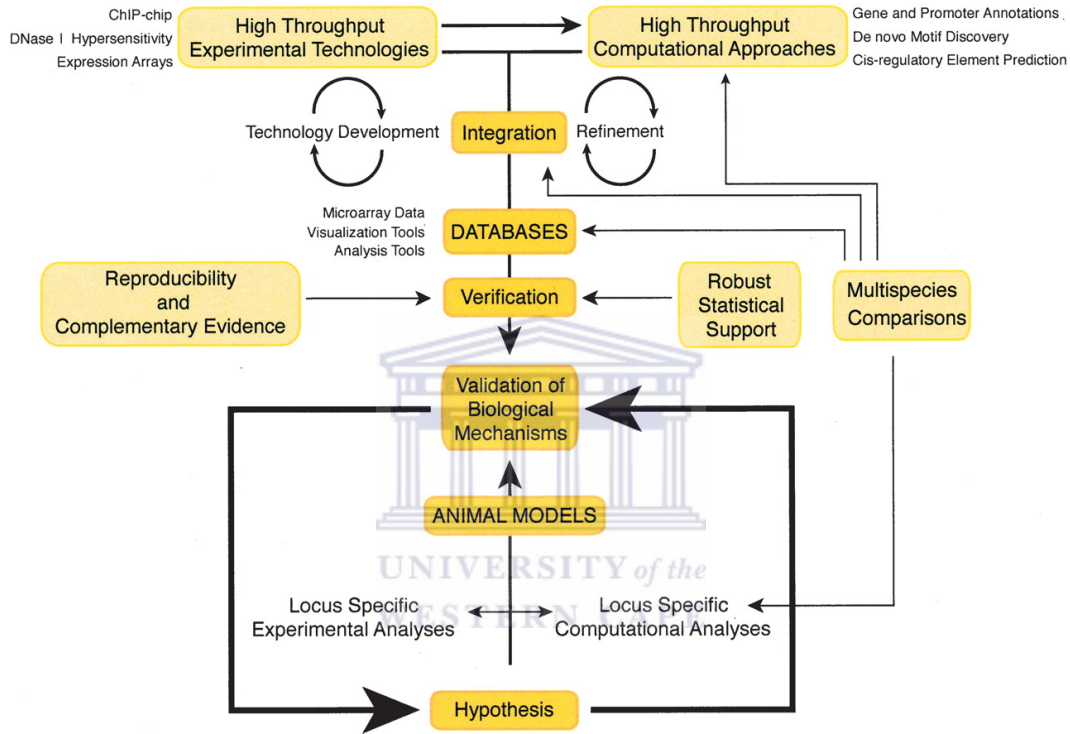 ChIP-chip
DNase I Hypersensitivity
Expression Arrays
High Throughput
Experimental Technologies
High Throughput
Computational Approaches
Gene and Promoter Annotations
De novo Motif Discovery
Cis-regulatory Element Prediction
Technology Development
Integration
Refinement
Microarray Data
Visualization Tools
Analysis Tools
DATABASES
Reproducibility
and
Complementary Evidence
Verification
Robust
Statistical
Support
Multispecies
Comparisons
Validation of
Biological
Mechanisms
ANIMAL MODELS
UNIVERSITY of the
WESTERN CAPE
Locus Specific
Experimental Analyses
Locus Specific
Computational Analyses
Hypothesis